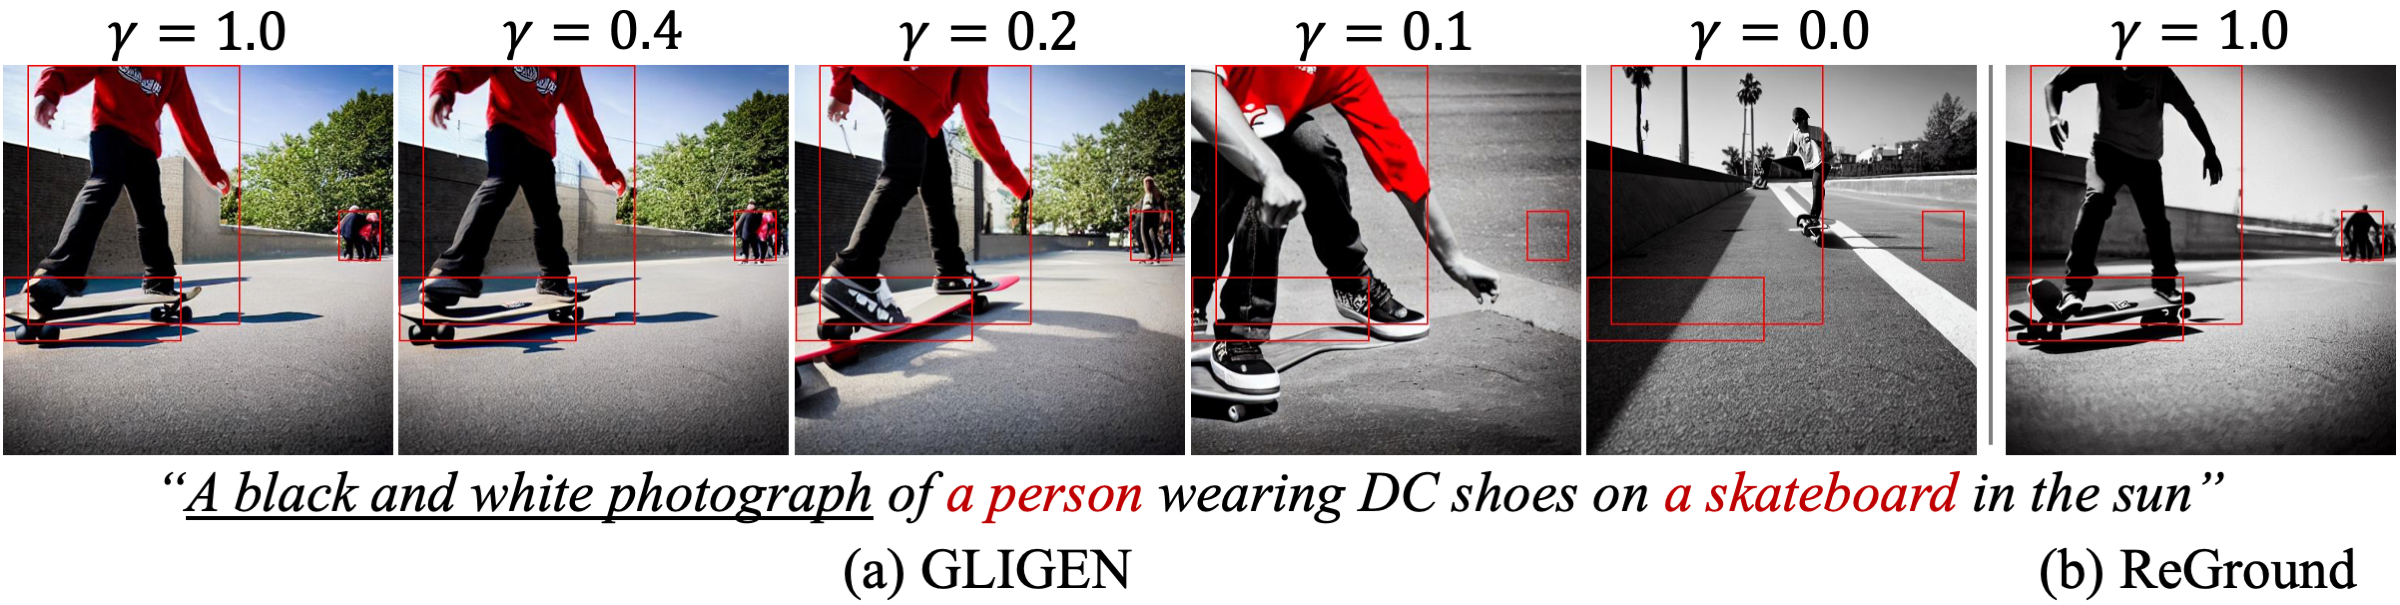 γ = 1.0 γ = 0.4 γ = 0.2 γ = 0.1 γ = 0.0 γ = 1.0
“A black and white photograph of a person wearing DC shoes on a skateboard in the sun”
(a) GLIGEN (b) ReGround